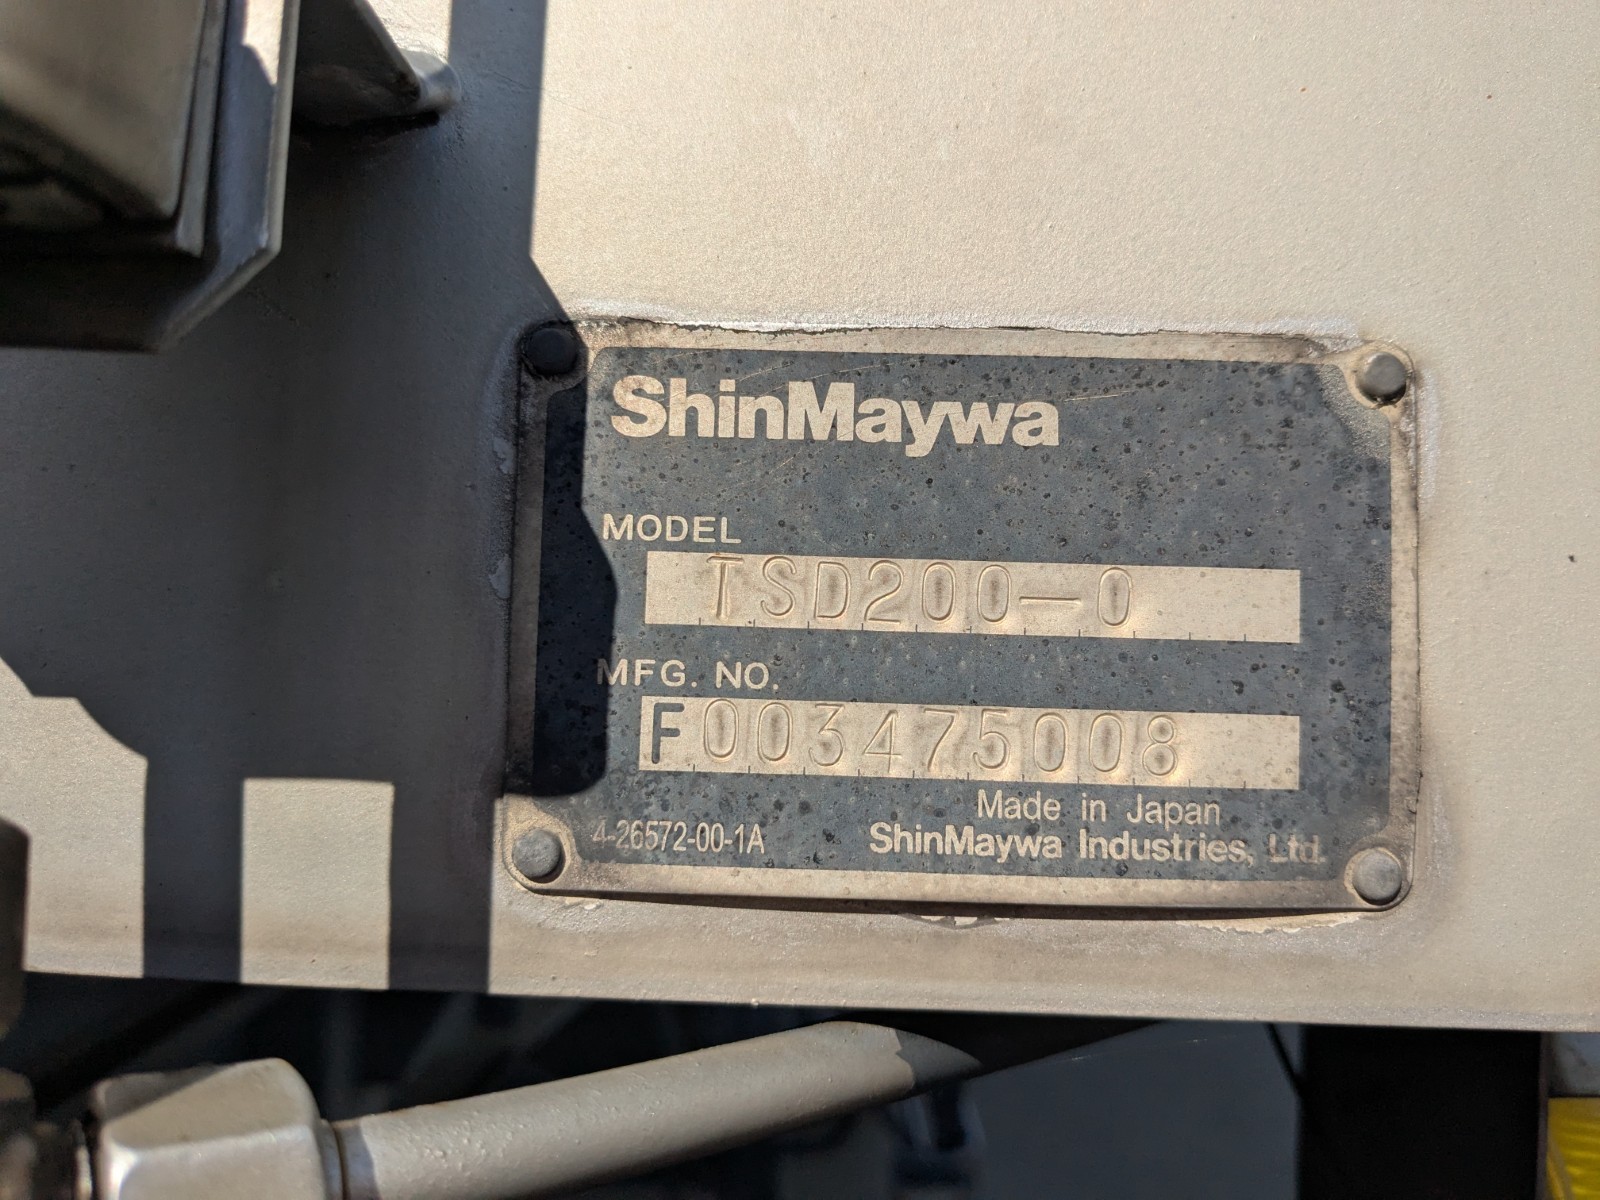 ShinMaywa
MODEL
TSD200-0
MFG. NO.
F003475008
Made in Japan
4-26572-00-1A
ShinMaywa Industries, Ltd.